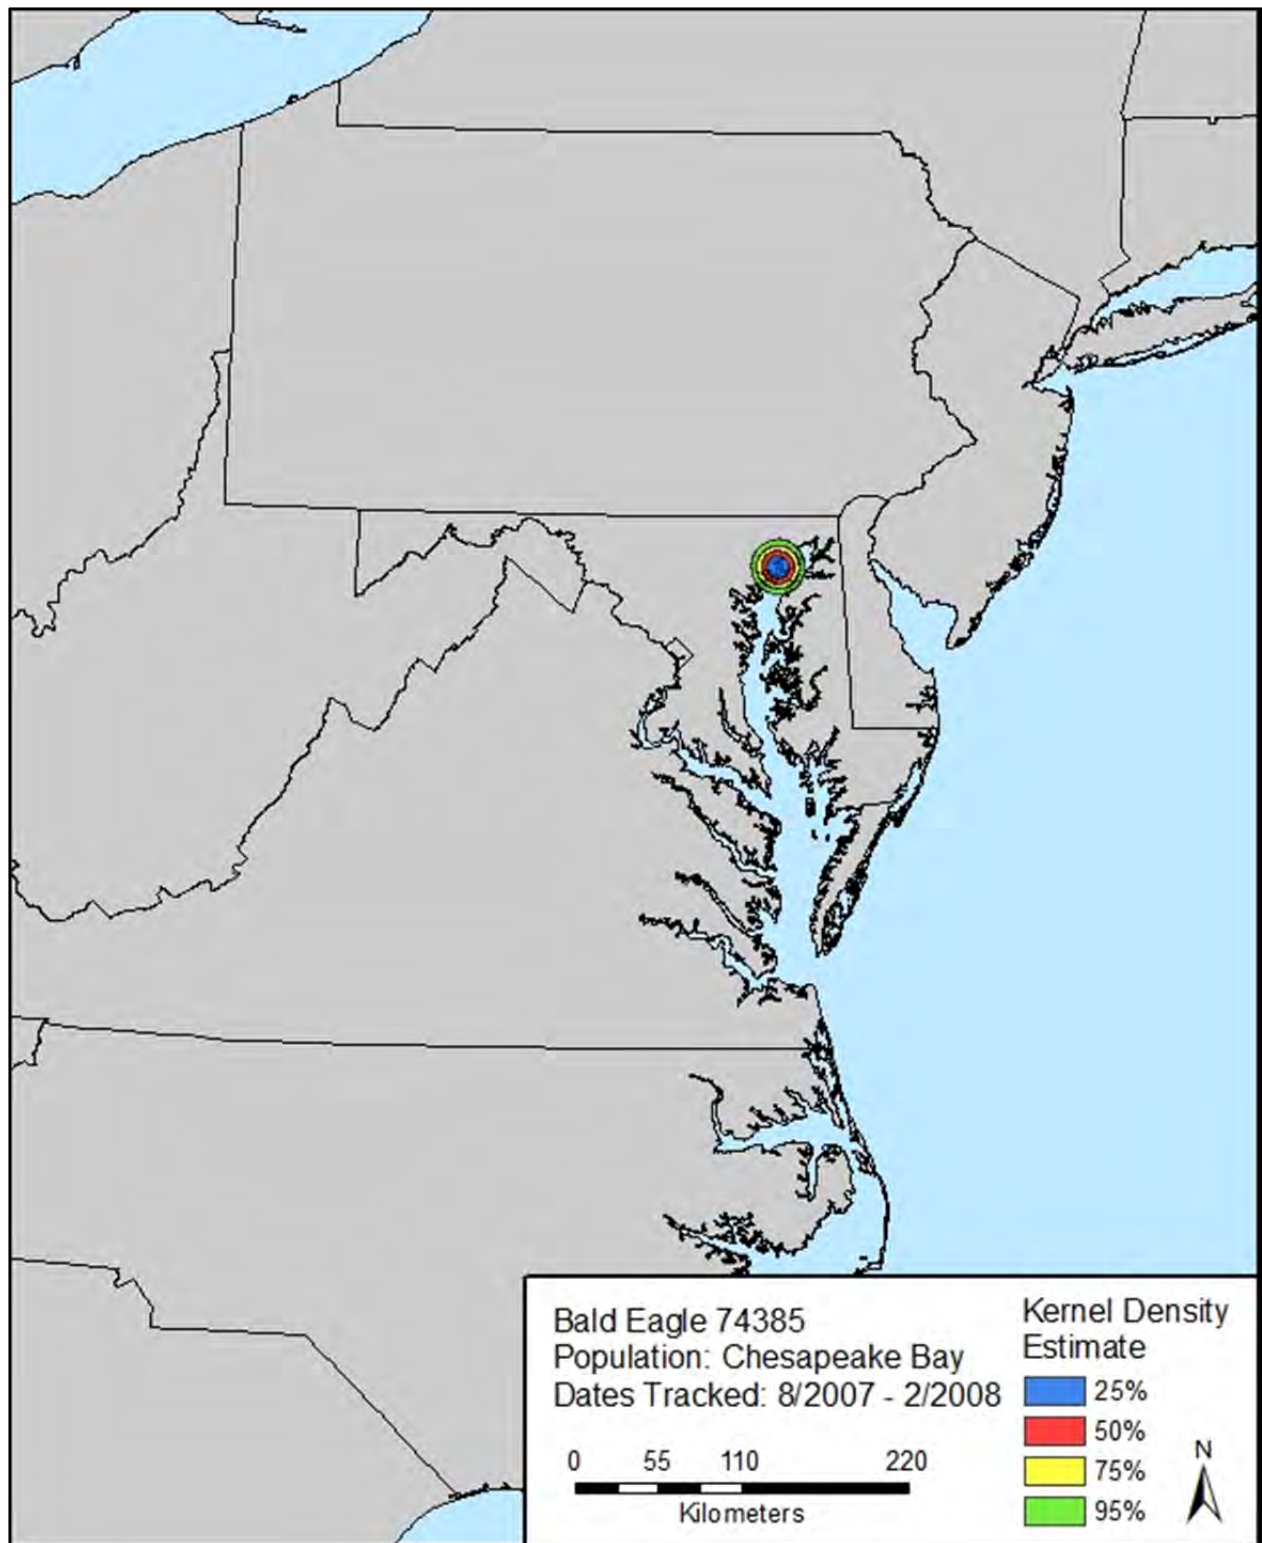 Bald Eagle 74385
Population: Chesapeake Bay
Dates Tracked: 8/2007 - 2/2008
0 55 110 220
Kilometers
Kernel Density
Estimate
25%
50%
75%
95%
N